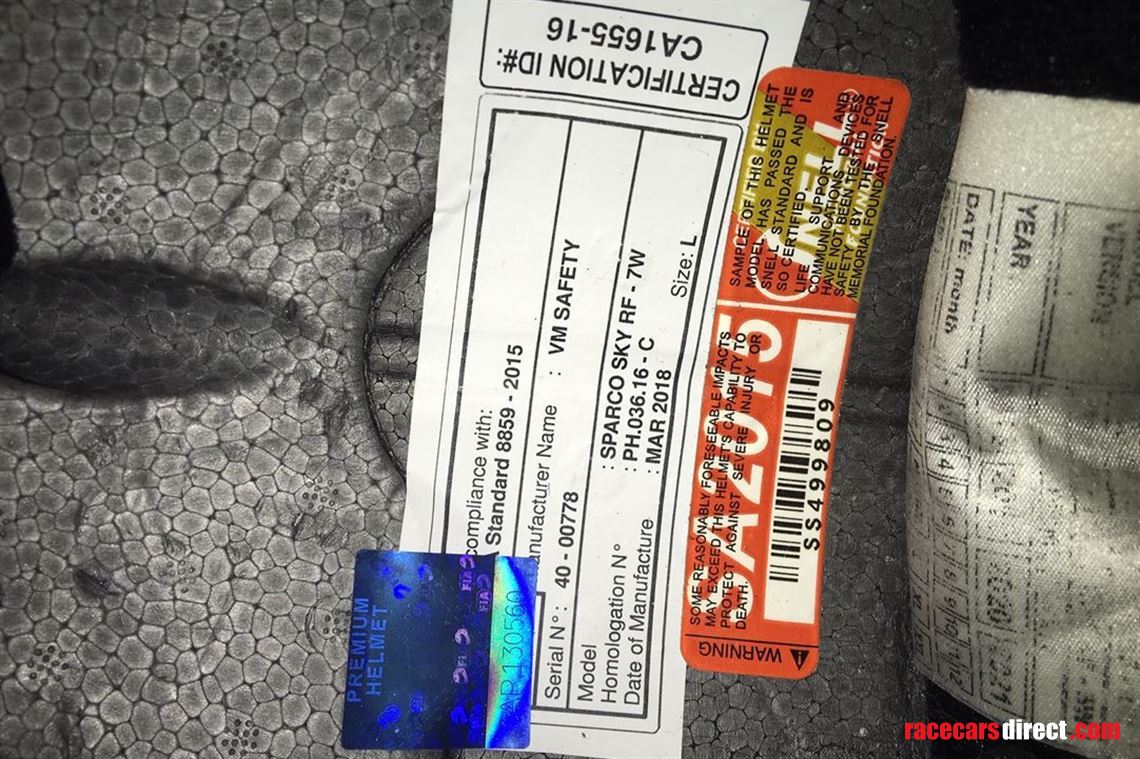 CERTIFICATION ID#:
CA1655-16
compliance with:
Standard 8859 - 2015
anufacturer Name : VM SAFETY
Serial N° : 40 - 00778
Model : SPARCO SKY RF - 7W
Homologation N° : PH.036.16 - C
Date of Manufacture : MAR 2018 Size: L
PREMIUM
HELMET
FIA
FIA
SAMPLE OF THIS HELMET
MODEL HAS PASSED THE
SNELL STANDARD AND IS
SO CERTIFIED.
LIFE SUPPORT AND
COMMUNICATIONS DEVICES
HAVE NOT BEEN TESTED FOR
SAFETY BY THE SNELL
MEMORIAL FOUNDATION.
SNELL
SA2015
SOME REASONABLY FORESEEABLE IMPACTS
MAY EXCEED THIS HELMET'S CAPABILITY TO
PROTECT AGAINST SEVERE INJURY OR
DEATH.
SS499809
WARNING
YEAR
DATE: month
racecarsdirect.com